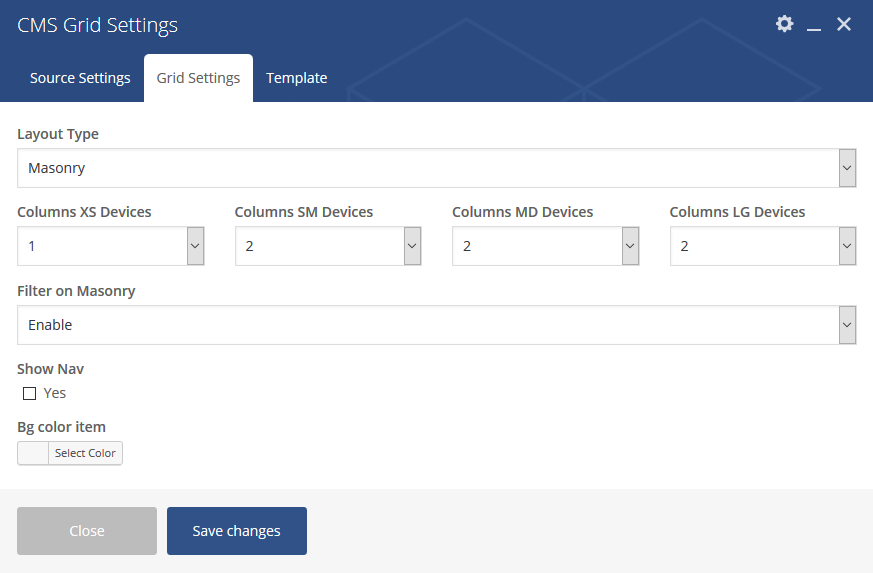 CMS Grid Settings
Source Settings Grid Settings Template
Layout Type
Masonry
Columns XS Devices Columns SM Devices Columns MD Devices Columns LG Devices
1 2 2 2
Filter on Masonry
Enable
Show Nav
Yes
Bg color item
Select Color
Close Save changes